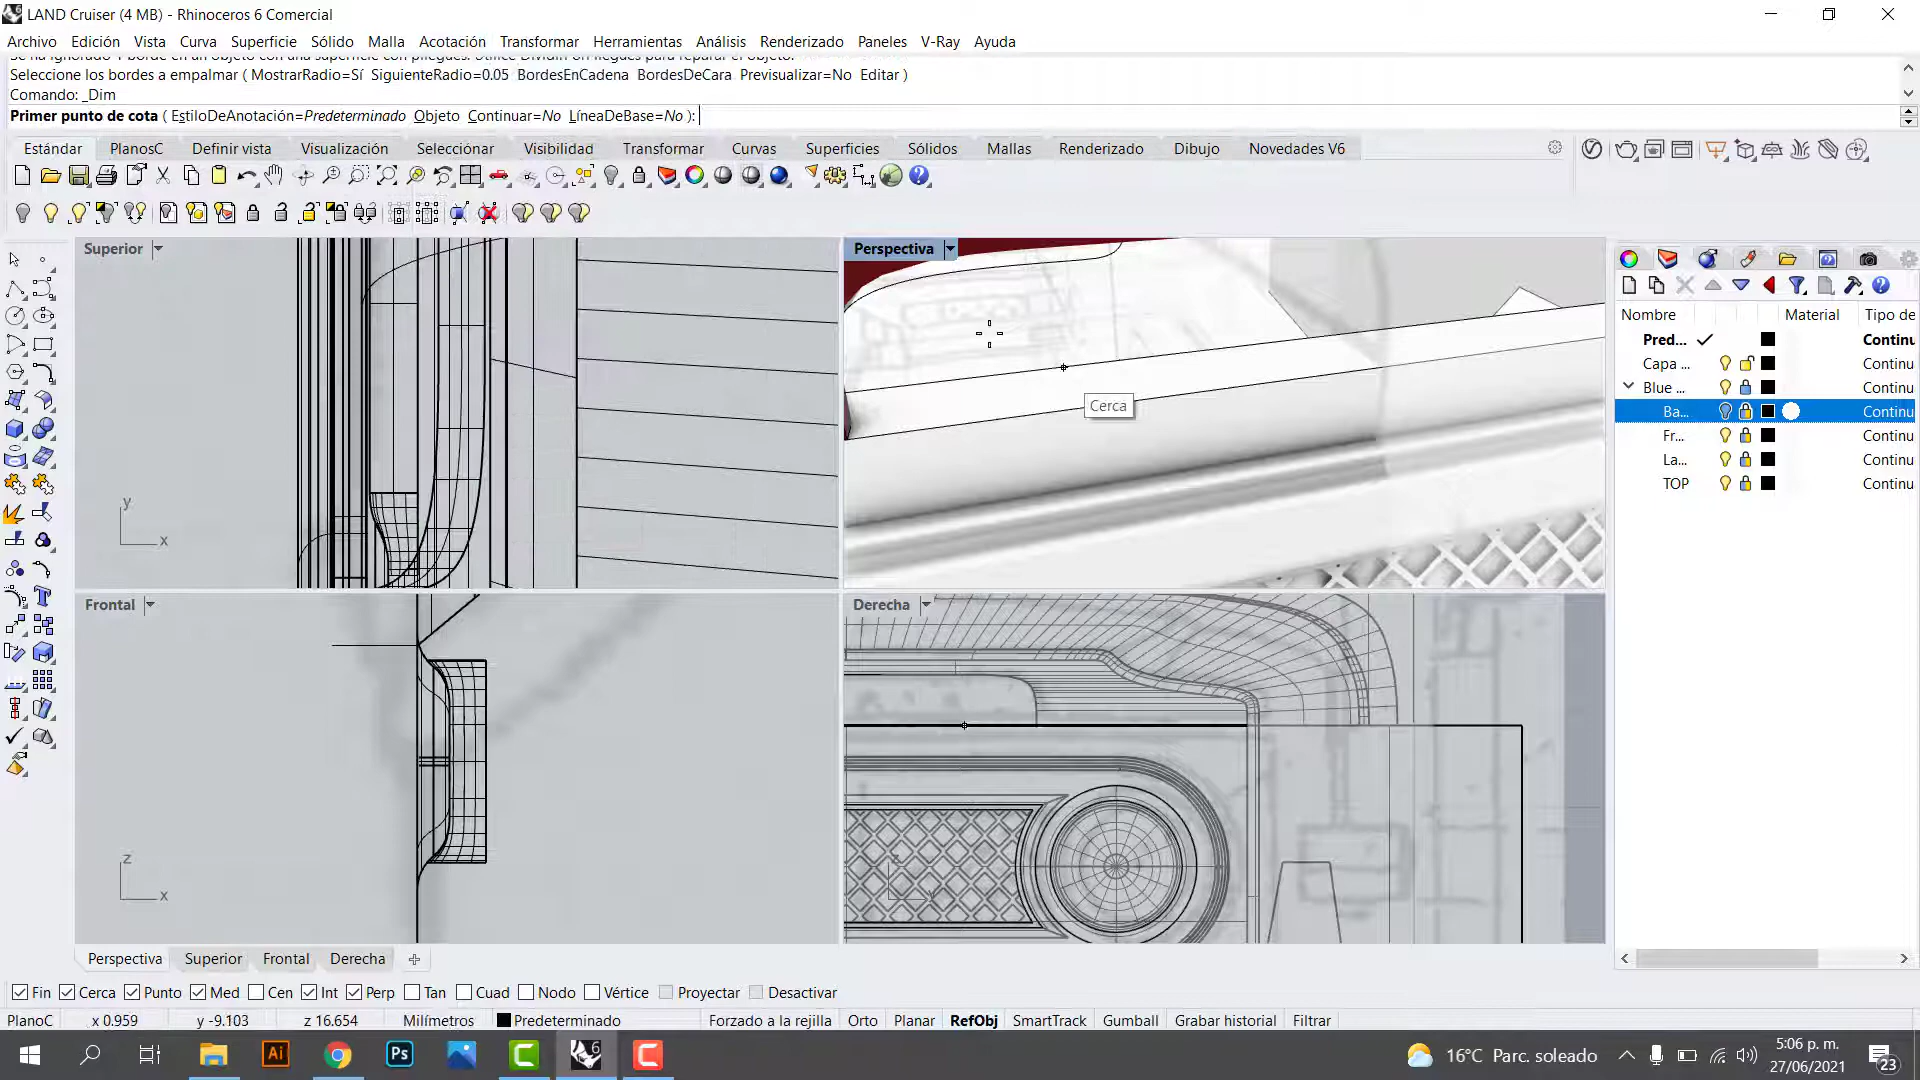 LAND Cruiser (4 MB) - Rhinoceros 6 Comercial
Archivo Edición Vista Curva Superficie Sólido Malla Acotación Transformar Herramientas Análisis Renderizado Paneles V-Ray Ayuda
Seleccione los bordes a empalmar ( MostrarRadio=Sí SiguienteRadio=0.05 BordesEnCadena BordesDeCara Previsualizar=No Editar )
Comando: _Dim
Primer punto de cota ( EstiloDeAnotación=Predeterminado Objeto Continuar=No LíneaDeBase=No ):
Estándar PlanosC Definir vista Visualización Seleccionar Visibilidad Transformar Curvas Superficies Sólidos Mallas Renderizado Dibujo Novedades V6
Superior
Perspectiva
Nombre Material Tipo de
Pred... Continu
Capa ... Continu
Blue ... Continu
Ba... Continu
Fr... Continu
La... Continu
TOP Continu
Cerca
y
x
Frontal
Derecha
z
x
z
y
Perspectiva Superior Frontal Derecha
Fin Cerca Punto Med Cen Int Perp Tan Cuad Nodo Vértice Proyectar Desactivar
PlanoC x 0.959 y -9.103 z 16.654 Milímetros Predeterminado Forzado a la rejilla Orto Planar RefObj SmartTrack Gumball Grabar historial Filtrar
Ai Ps C 6 C
16°C Parc. soleado
5:06 p. m.
27/06/2021
23